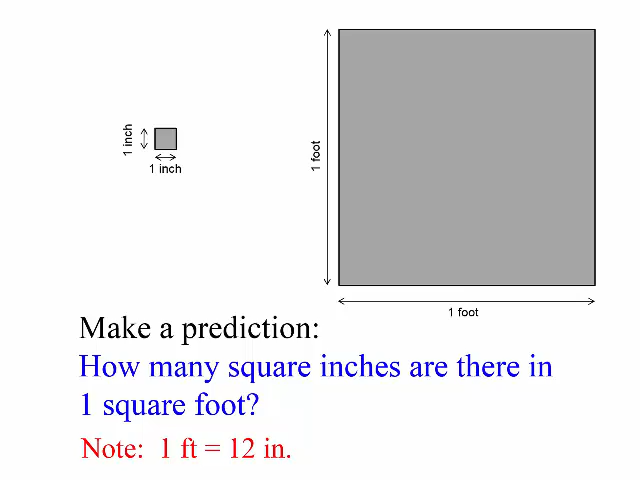 1 inch
1 inch
1 foot
1 foot
Make a prediction:
How many square inches are there in
1 square foot?
Note:  1 ft = 12 in.